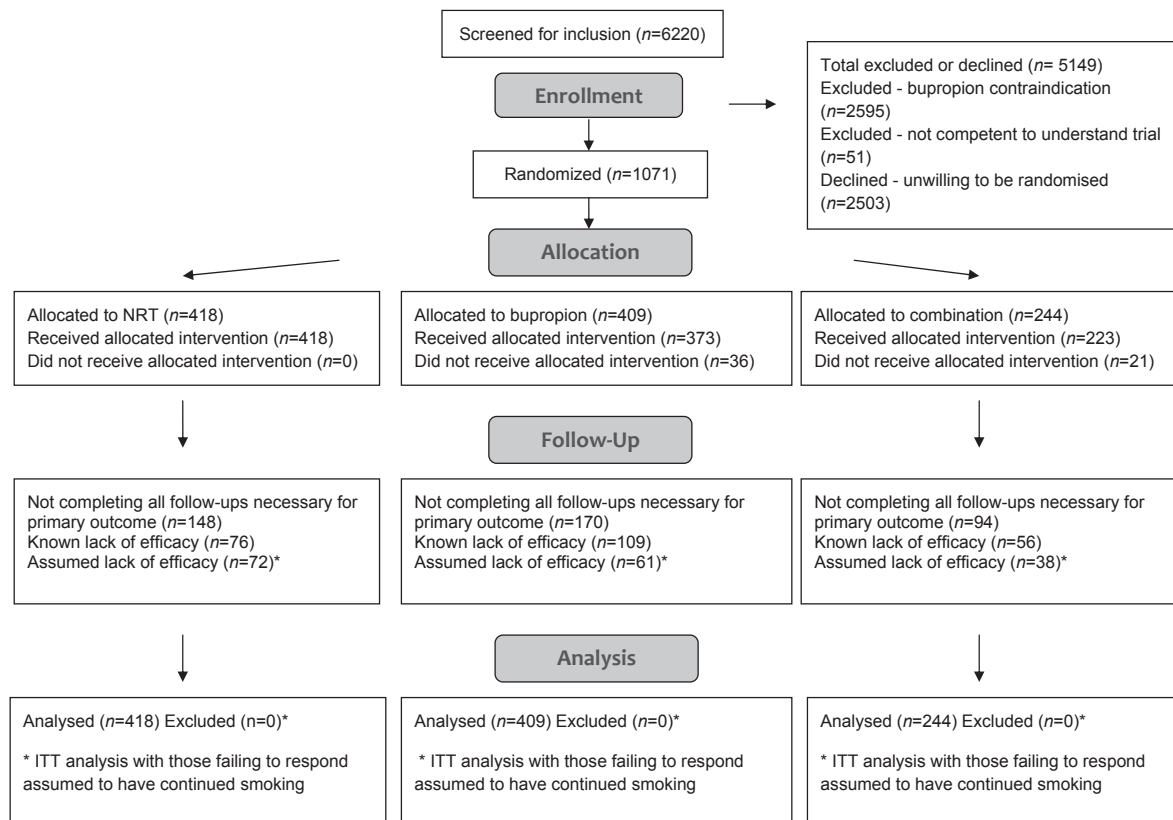 Screened for inclusion (n=6220)
Total excluded or declined (n= 5149)
Excluded - bupropion contraindication
(n=2595)
Excluded - not competent to understand trial
(n=51)
Declined - unwilling to be randomised
(n=2503)
Enrollment
Randomized (n=1071)
Allocation
Allocated to NRT (n=418)
Received allocated intervention (n=418)
Did not receive allocated intervention (n=0)
Allocated to bupropion (n=409)
Received allocated intervention (n=373)
Did not receive allocated intervention (n=36)
Allocated to combination (n=244)
Received allocated intervention (n=223)
Did not receive allocated intervention (n=21)
Follow-Up
Not completing all follow-ups necessary for
primary outcome (n=148)
Known lack of efficacy (n=76)
Assumed lack of efficacy (n=72)*
Not completing all follow-ups necessary for
primary outcome (n=170)
Known lack of efficacy (n=109)
Assumed lack of efficacy (n=61)*
Not completing all follow-ups necessary for
primary outcome (n=94)
Known lack of efficacy (n=56)
Assumed lack of efficacy (n=38)*
Analysis
Analysed (n=418) Excluded (n=0)*
* ITT analysis with those failing to respond
assumed to have continued smoking
Analysed (n=409) Excluded (n=0)*
* ITT analysis with those failing to respond
assumed to have continued smoking
Analysed (n=244) Excluded (n=0)*
* ITT analysis with those failing to respond
assumed to have continued smoking